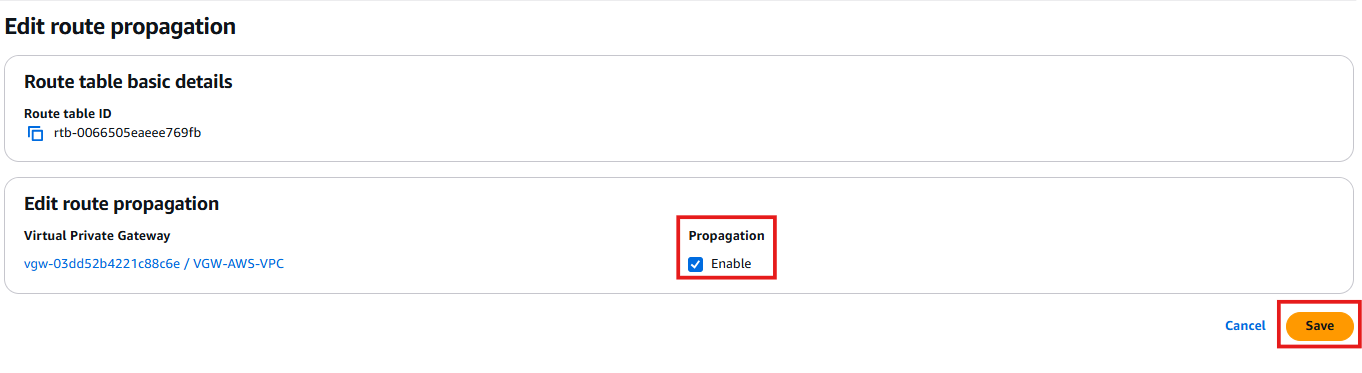 Edit route propagation
Route table basic details
Route table ID
rtb-0066505eaeee769fb
Edit route propagation
Virtual Private Gateway
Propagation
vgw-03dd52b4221c88c6e / VGW-AWS-VPC
Enable
Cancel
Save